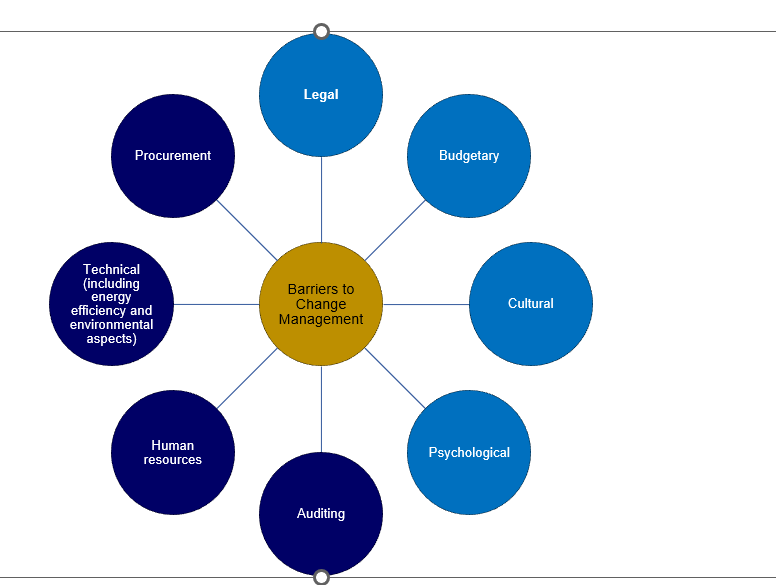 Legal
Procurement
Budgetary
Technical
(including
energy
efficiency and
environmental
aspects)
Barriers to
Change
Management
Cultural
Human
resources
Psychological
Auditing